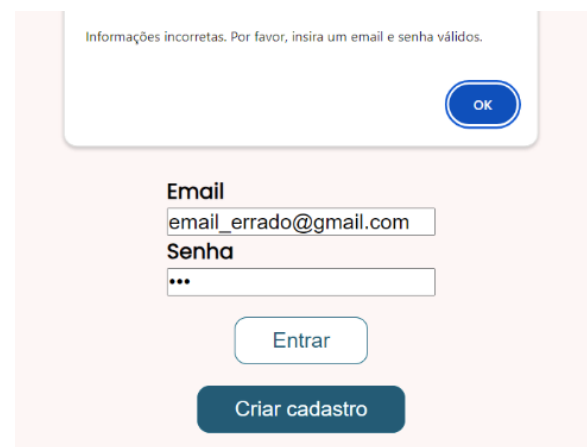 Informações incorretas. Por favor, insira um email e senha válidos.
OK
Email
email_errado@gmail.com
Senha
•••
Entrar
Criar cadastro